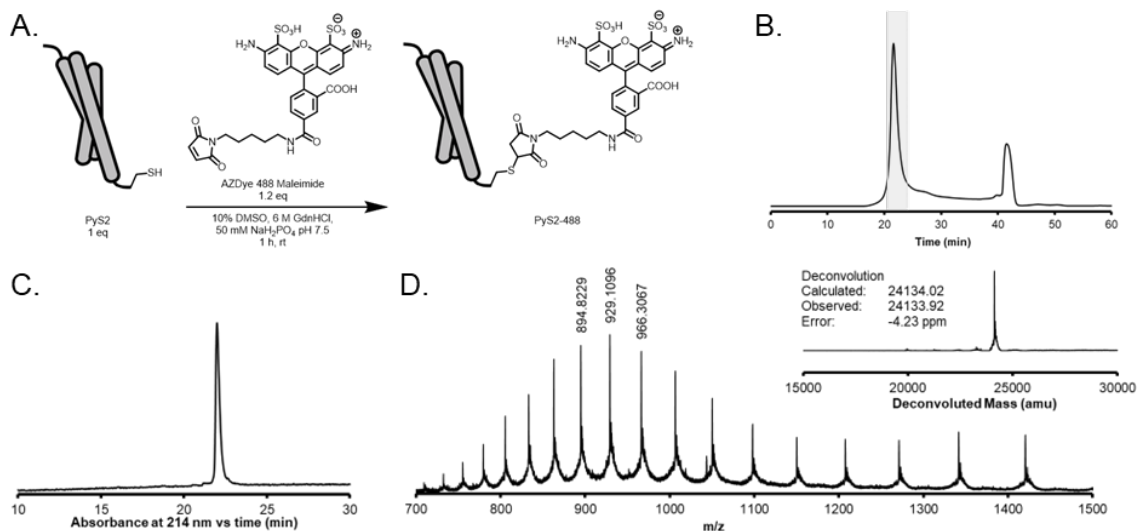 A.
SO₃H
SO₃⊖
H₂N
O
NH₂⊕
COOH
O
N
O
N
H
O
SH
PyS2
1 eq
AZDye 488 Maleimide
1.2 eq
10% DMSO, 6 M GdnHCl,
50 mM NaH₂PO₄ pH 7.5
1 h, rt
SO₃H
SO₃⊖
H₂N
O
NH₂⊕
COOH
O
N
H
N
O
O
S
PyS2-488
B.
0
10
20
30
40
50
60
Time (min)
C.
10
15
20
25
30
Absorbance at 214 nm vs time (min)
D.
894.8229
929.1096
966.3067
700
800
900
1000
1100
1200
1300
1400
1500
m/z
Deconvolution
Calculated: 24134.02
Observed: 24133.92
Error: -4.23 ppm
15000
20000
25000
30000
Deconvoluted Mass (amu)